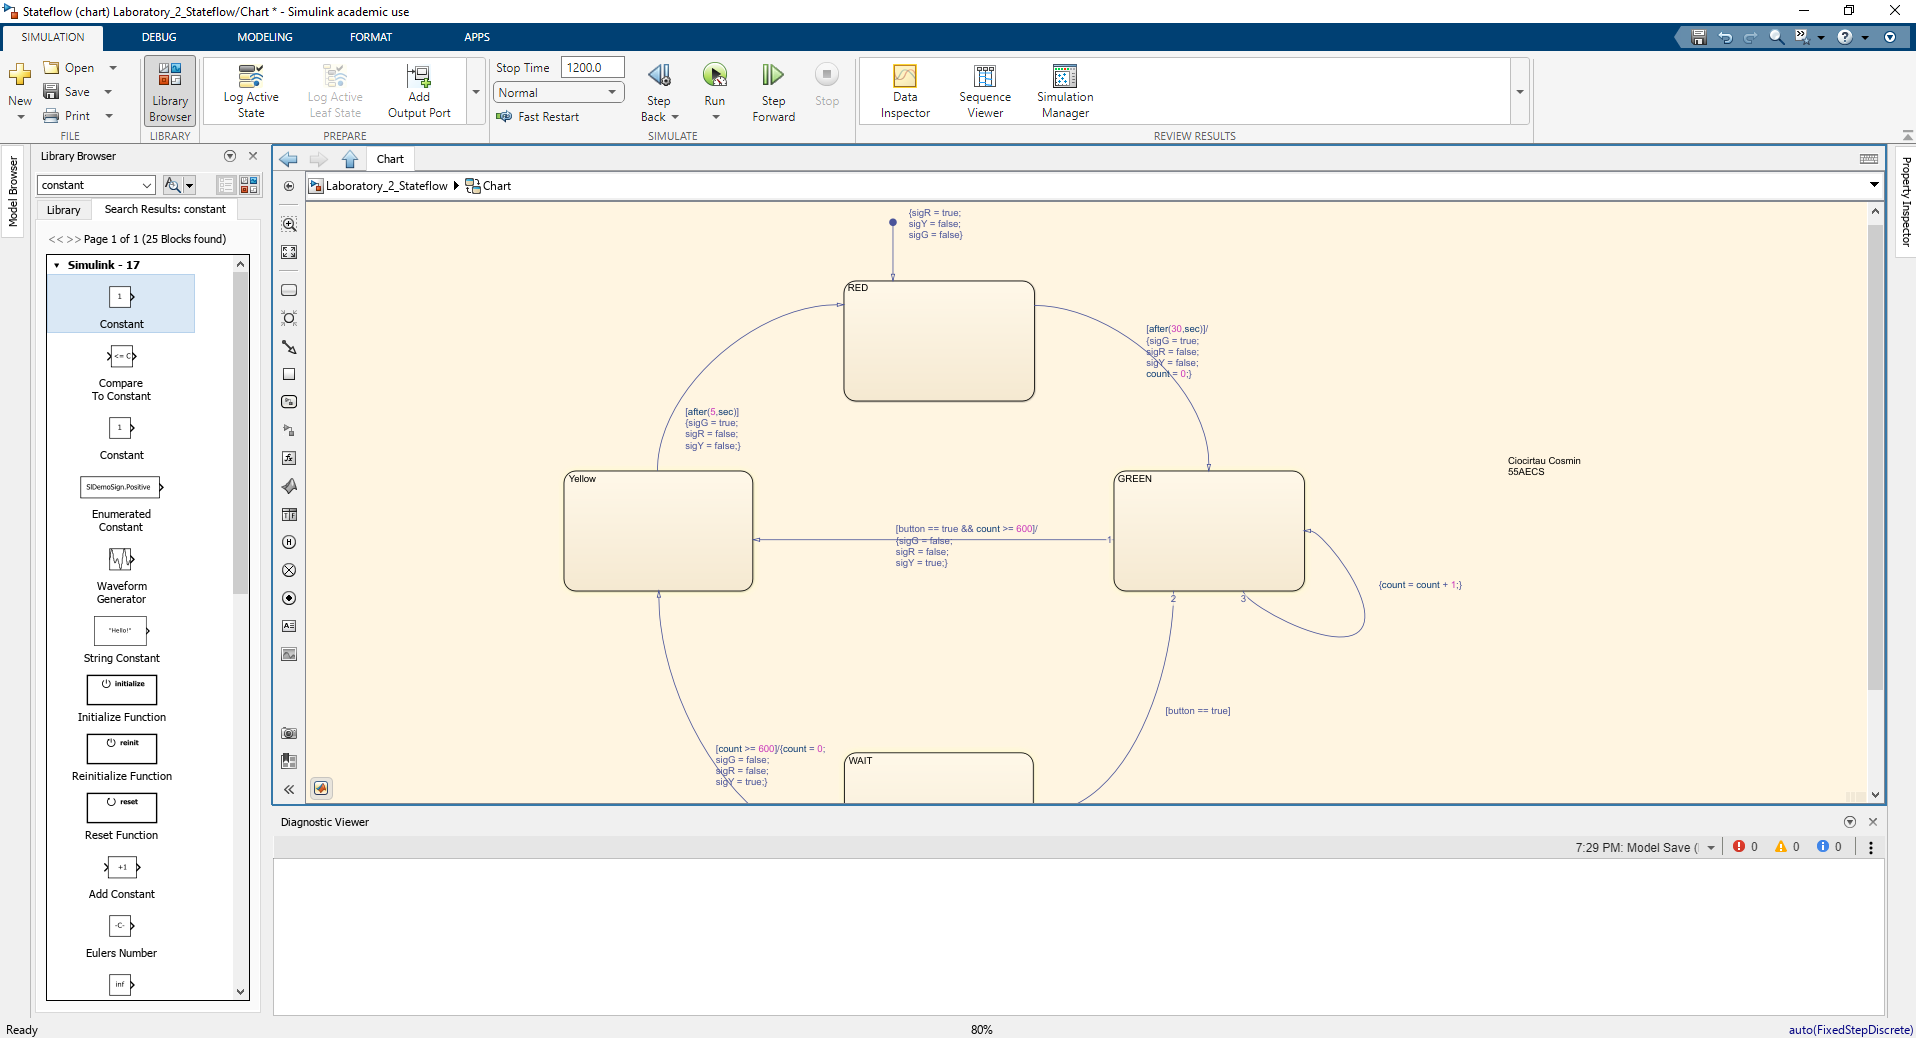 Stateflow (chart) Laboratory_2_Stateflow/Chart * - Simulink academic use
SIMULATION
DEBUG
MODELING
FORMAT
APPS
New
Open
Save
Print
FILE
Library
Browser
LIBRARY
Log Active
State
Log Active
Leaf State
Add
Output Port
PREPARE
Stop Time
1200.0
Normal
Fast Restart
Step
Back
Run
Step
Forward
Stop
SIMULATE
Data
Inspector
Sequence
Viewer
Simulation
Manager
REVIEW RESULTS
Model Browser
Library Browser
constant
Library
Search Results: constant
<< >> Page 1 of 1 (25 Blocks found)
Simulink - 17
1
Constant
<= C
Compare
To Constant
1
Constant
SlDemoSign.Positive
Enumerated
Constant
Waveform
Generator
"Hello!"
String Constant
initialize
Initialize Function
reinit
Reinitialize Function
reset
Reset Function
+1
Add Constant
-C-
Eulers Number
inf
Chart
Laboratory_2_Stateflow
Chart
Property Inspector
{sigR = true;
sigY = false;
sigG = false}
RED
[after(30,sec)]/
{sigG = true;
sigR = false;
sigY = false;
count = 0;}
[after(5,sec)]
{sigG = true;
sigR = false;
sigY = false;}
Yellow
GREEN
Ciocirtau Cosmin
55AECS
[button == true && count >= 600]/
{sigG = false;
sigR = false;
sigY = true;}
1
2
3
{count = count + 1;}
[button == true]
[count >= 600]/{count = 0;
sigG = false;
sigR = false;
sigY = true;}
WAIT
Diagnostic Viewer
7:29 PM: Model Save (
0
0
0
Ready
80%
auto(FixedStepDiscrete)